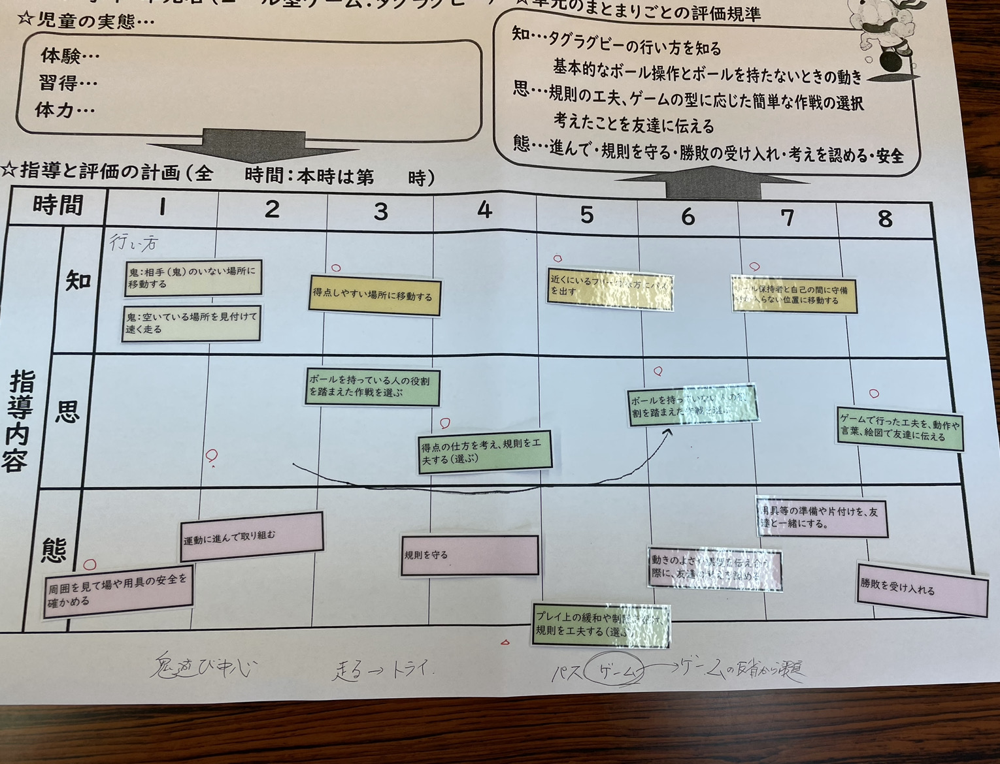 ゲーム:タグラグビー
☆児童の実態…
体験…
習得…
体力…
のまとまりごとの評価規準
知…タグラグビーの行い方を知る
基本的なボール操作とボールを持たないときの動き
思…規則の工夫、ゲームの型に応じた簡単な作戦の選択
考えたことを友達に伝える
態…進んで・規則を守る・勝敗の受け入れ・考えを認める・安全
☆指導と評価の計画(全　時間:本時は第　時)
時間 1 2 3 4 5 6 7 8
指導内容
知
行い方
鬼:相手(鬼)のいない場所に
移動する
鬼:空いている場所を見付けて
速く走る
得点しやすい場所に移動する
近くにいるフリーの味方にパス
を出す
ボール保持者と自己の間に守備
者が入らない位置に移動する
思
ボールを持っている人の役割
を踏まえた作戦を選ぶ
得点の仕方を考え、規則を工
夫する(選ぶ)
ボールを持っていない人の役
割を踏まえた作戦を選ぶ
ゲームで行った工夫を、動作や
言葉、絵図で友達に伝える
態
周囲を見て場や用具の安全を
確かめる
運動に進んで取り組む
規則を守る
動きのよさや課題を伝え合う
際に、友達の考えを認める
用具等の準備や片付けを、友
達と一緒にする。
勝敗を受け入れる
プレイ上の緩和や制限
規則を工夫する(選ぶ)
鬼遊び中心
走る→トライ.
パス ゲーム→ゲームの反省から